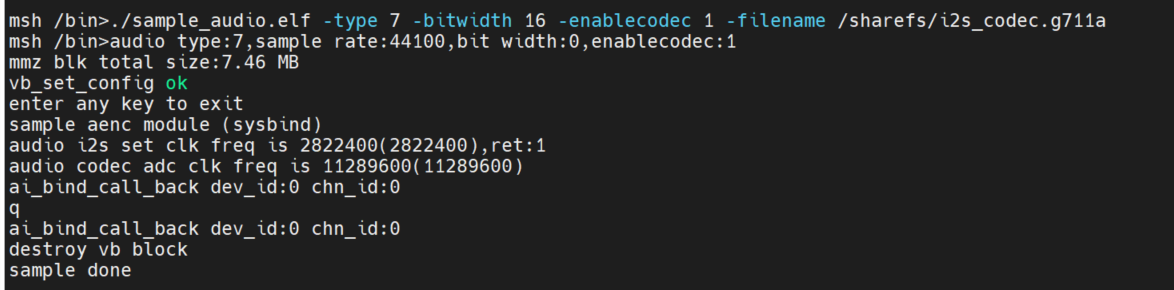 msh /bin>./sample_audio.elf -type 7 -bitwidth 16 -enablecodec 1 -filename /sharefs/i2s_codec.g711a
msh /bin>audio type:7,sample rate:44100,bit width:0,enablecodec:1
mmz blk total size:7.46 MB
vb_set_config ok
enter any key to exit
sample aenc module (sysbind)
audio i2s set clk freq is 2822400(2822400),ret:1
audio codec adc clk freq is 11289600(11289600)
ai_bind_call_back dev_id:0 chn_id:0
q
ai_bind_call_back dev_id:0 chn_id:0
destroy vb block
sample done